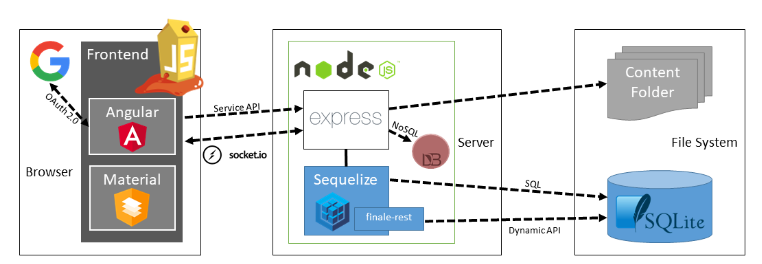 Frontend
JS
OAuth 2.0
Angular
A
Material
Browser
Service API
socket.io
node
JS
express
NoSQL
DB
Server
Sequelize
finale-rest
SQL
Dynamic API
Content
Folder
File System
SQLite